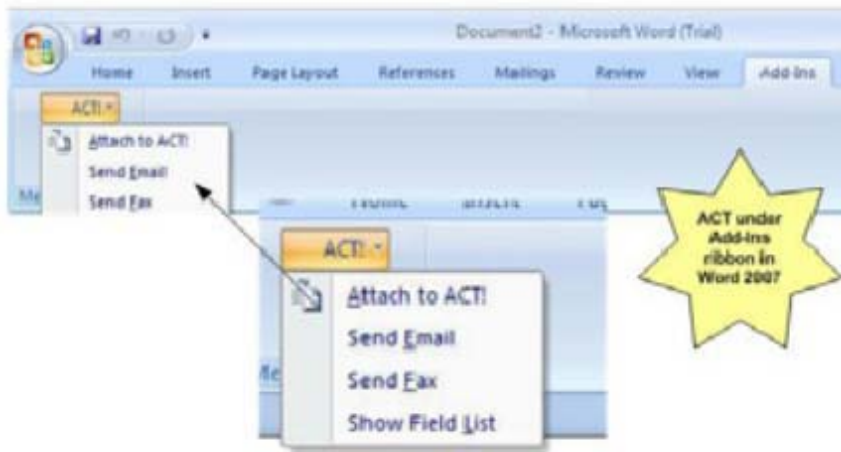 Document2 - Microsoft Word (Trial)
Home Insert Page Layout References Mailings Review View Add-Ins
ACT!
Attach to ACT!
Send Email
Send Fax
Me
ACT!
Attach to ACT!
Send Email
Send Fax
Show Field List
ACT under
Add-Ins
ribbon in
Word 2007